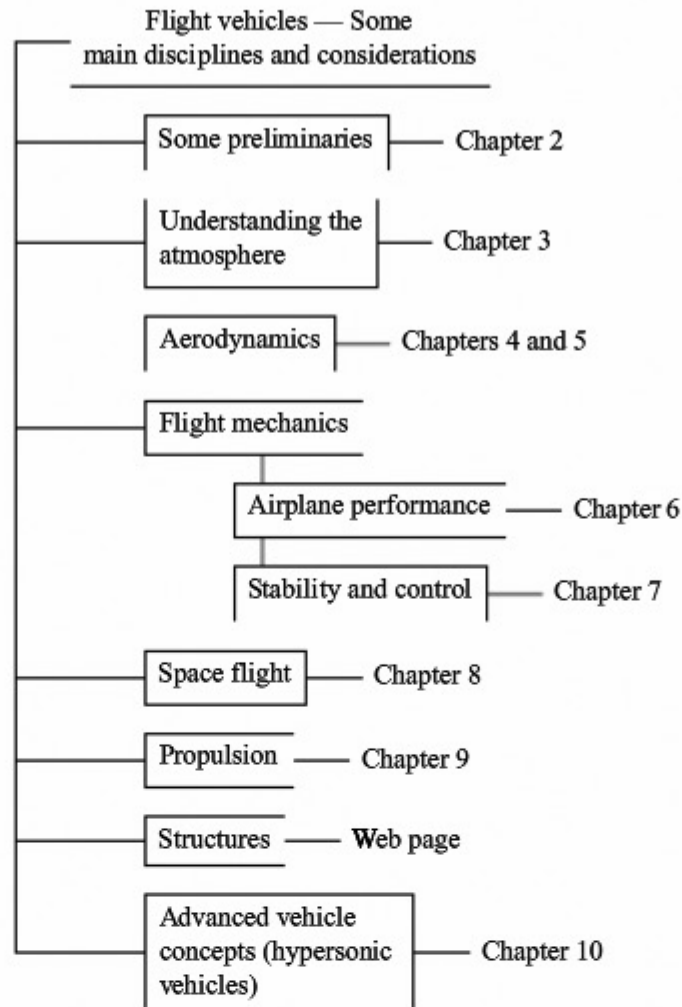 Flight vehicles — Some
main disciplines and considerations
Some preliminaries
Chapter 2
Understanding the
atmosphere
Chapter 3
Aerodynamics
Chapters 4 and 5
Flight mechanics
Airplane performance
Chapter 6
Stability and control
Chapter 7
Space flight
Chapter 8
Propulsion
Chapter 9
Structures
Web page
Advanced vehicle
concepts (hypersonic
vehicles)
Chapter 10